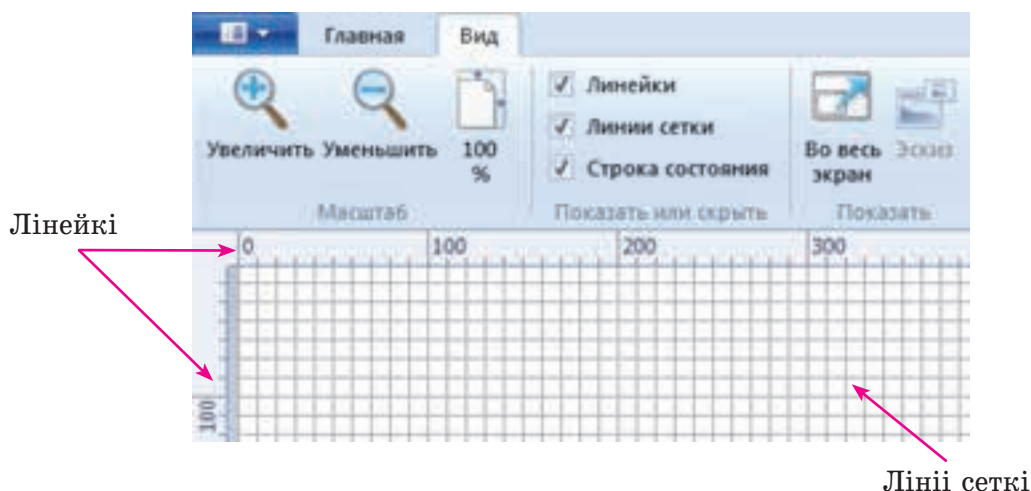 Главная Вид
Линейки
Линии сетки
Строка состояния
Увеличить Уменьшить 100 %
Во весь экран
Эскиз
Масштаб Показать или скрыть Показать
Лінейкі
0 100 200 300
100
Лініі сеткі